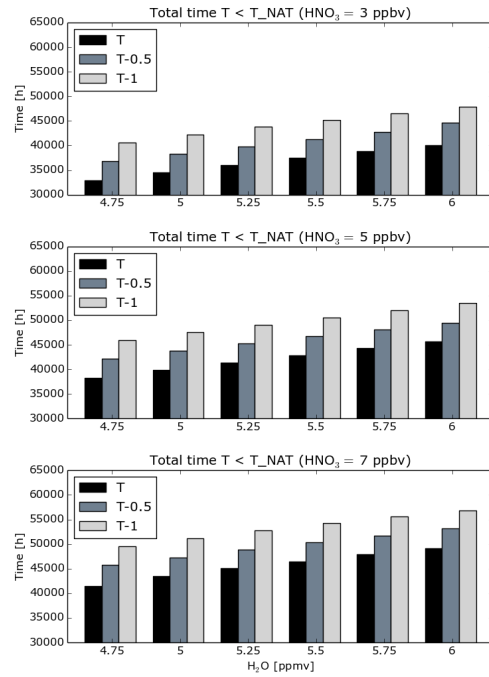 Total time T < T_NAT (HNO₃ = 3 ppbv)
65000
60000
55000
50000
45000
40000
35000
30000
Time [h]
T
T-0.5
T-1
4.75 5 5.25 5.5 5.75 6
Total time T < T_NAT (HNO₃ = 5 ppbv)
65000
60000
55000
50000
45000
40000
35000
30000
Time [h]
T
T-0.5
T-1
4.75 5 5.25 5.5 5.75 6
Total time T < T_NAT (HNO₃ = 7 ppbv)
65000
60000
55000
50000
45000
40000
35000
30000
Time [h]
T
T-0.5
T-1
4.75 5 5.25 5.5 5.75 6
H₂O [ppmv]